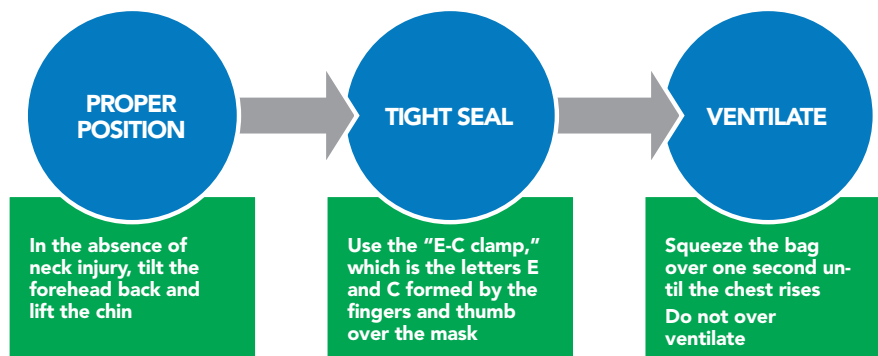 PROPER
POSITION
In the absence of
neck injury, tilt the
forehead back and
lift the chin
TIGHT SEAL
Use the “E-C clamp,”
which is the letters E
and C formed by the
fingers and thumb
over the mask
VENTILATE
Squeeze the bag
over one second un-
til the chest rises
Do not over
ventilate